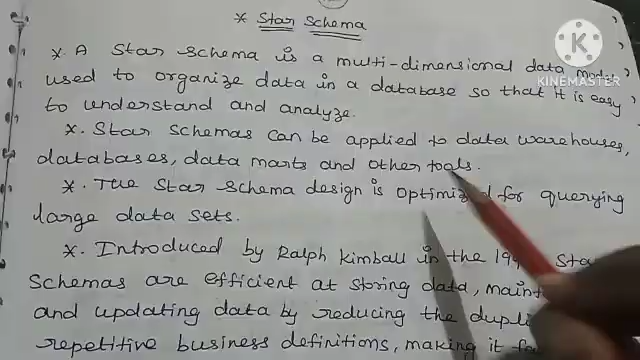 * Star Schema
*. A Star schema is a multi-dimensional data model
used to organize data in a database so that it is easy
to understand and analyze.
*. Star schemas can be applied to data warehouses,
databases, data marts and other tools.
*. The Star schema design is optimized for querying
large data sets.
*. Introduced by Ralph Kimball in the
schemas are efficient at storing data,
and updating data by reducing the
repetitive business definitions, making it
KINEMASTER